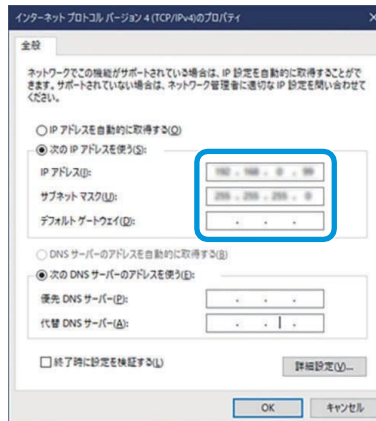 インターネット プロトコル バージョン 4 (TCP/IPv4)のプロパティ
全般
ネットワークでこの機能がサポートされている場合は、IP 設定を自動的に取得することがで
きます。サポートされていない場合は、ネットワーク管理者に適切な IP 設定を問い合わせて
ください。
IP アドレスを自動的に取得する(O)
次の IP アドレスを使う(S):
IP アドレス(I):
サブネット マスク(U):
デフォルト ゲートウェイ(D):
DNS サーバーのアドレスを自動的に取得する(B)
次の DNS サーバーのアドレスを使う(E):
優先 DNS サーバー(P):
代替 DNS サーバー(A):
終了時に設定を検証する(L)
詳細設定(V)...
OK キャンセル